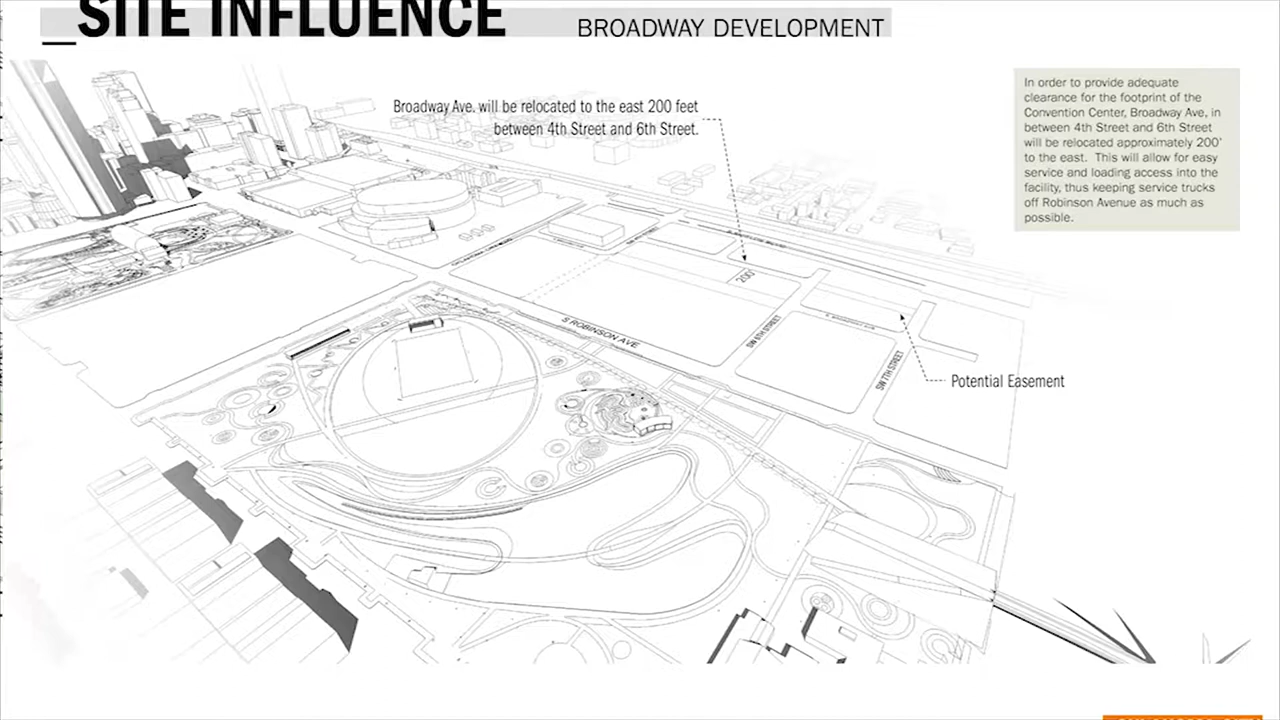 _SITE INFLUENCE
BROADWAY DEVELOPMENT
Broadway Ave. will be relocated to the east 200 feet
between 4th Street and 6th Street.
In order to provide adequate
clearance for the footprint of the
Convention Center, Broadway Ave, in
between 4th Street and 6th Street
will be relocated approximately 200'
to the east. This will allow for easy
service and loading access into the
facility, thus keeping service trucks
off Robinson Avenue as much as
possible.
200'
S ROBINSON AVE
SW 6TH STREET
SW 7TH STREET
Potential Easement